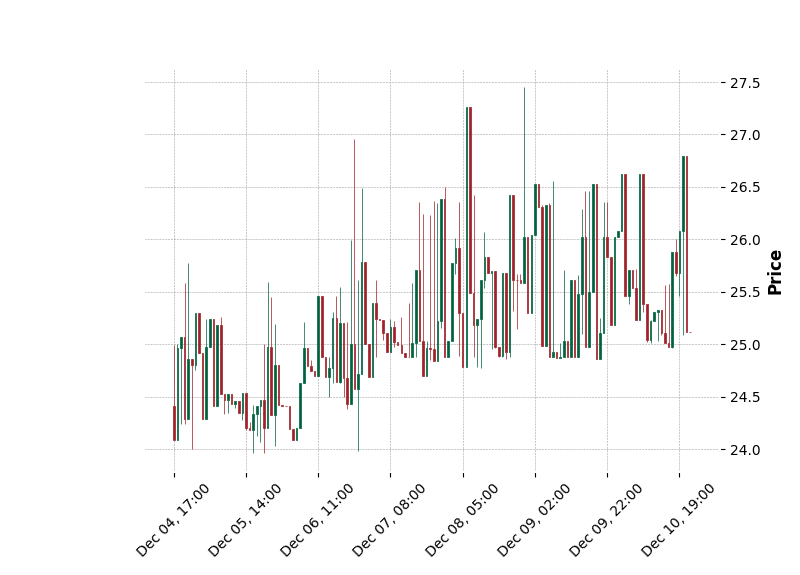 27.5
27.0
26.5
26.0
25.5
25.0
24.5
24.0
Price
Dec 04, 17:00
Dec 05, 14:00
Dec 06, 11:00
Dec 07, 08:00
Dec 08, 05:00
Dec 09, 02:00
Dec 09, 22:00
Dec 10, 19:00